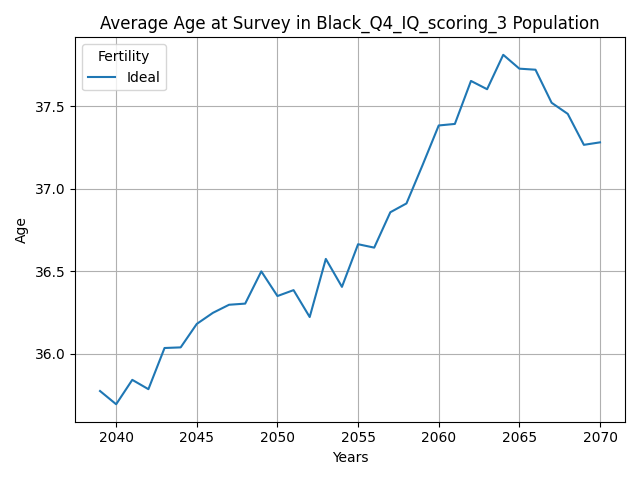 Average Age at Survey in Black_Q4_IQ_scoring_3 Population
Fertility
Ideal
37.5
37.0
36.5
36.0
Age
2040 2045 2050 2055 2060 2065 2070
Years